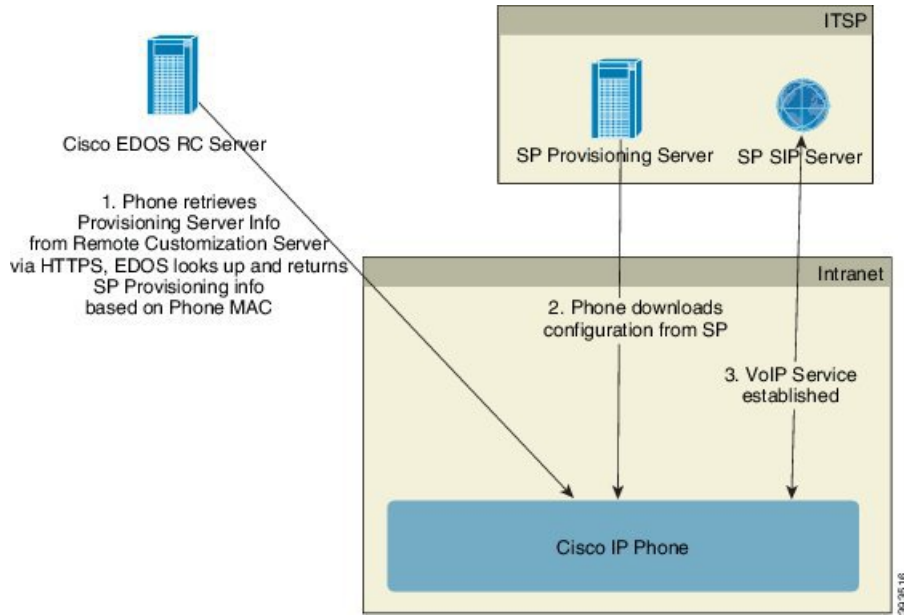 ITSP
Cisco EDOS RC Server
SP Provisioning Server
SP SIP Server
1. Phone retrieves
Provisioning Server Info
from Remote Customization Server
via HTTPS, EDOS looks up and returns
SP Provisioning info
based on Phone MAC
Intranet
2. Phone downloads
configuration from SP
3. VoIP Service
established
Cisco IP Phone
393516